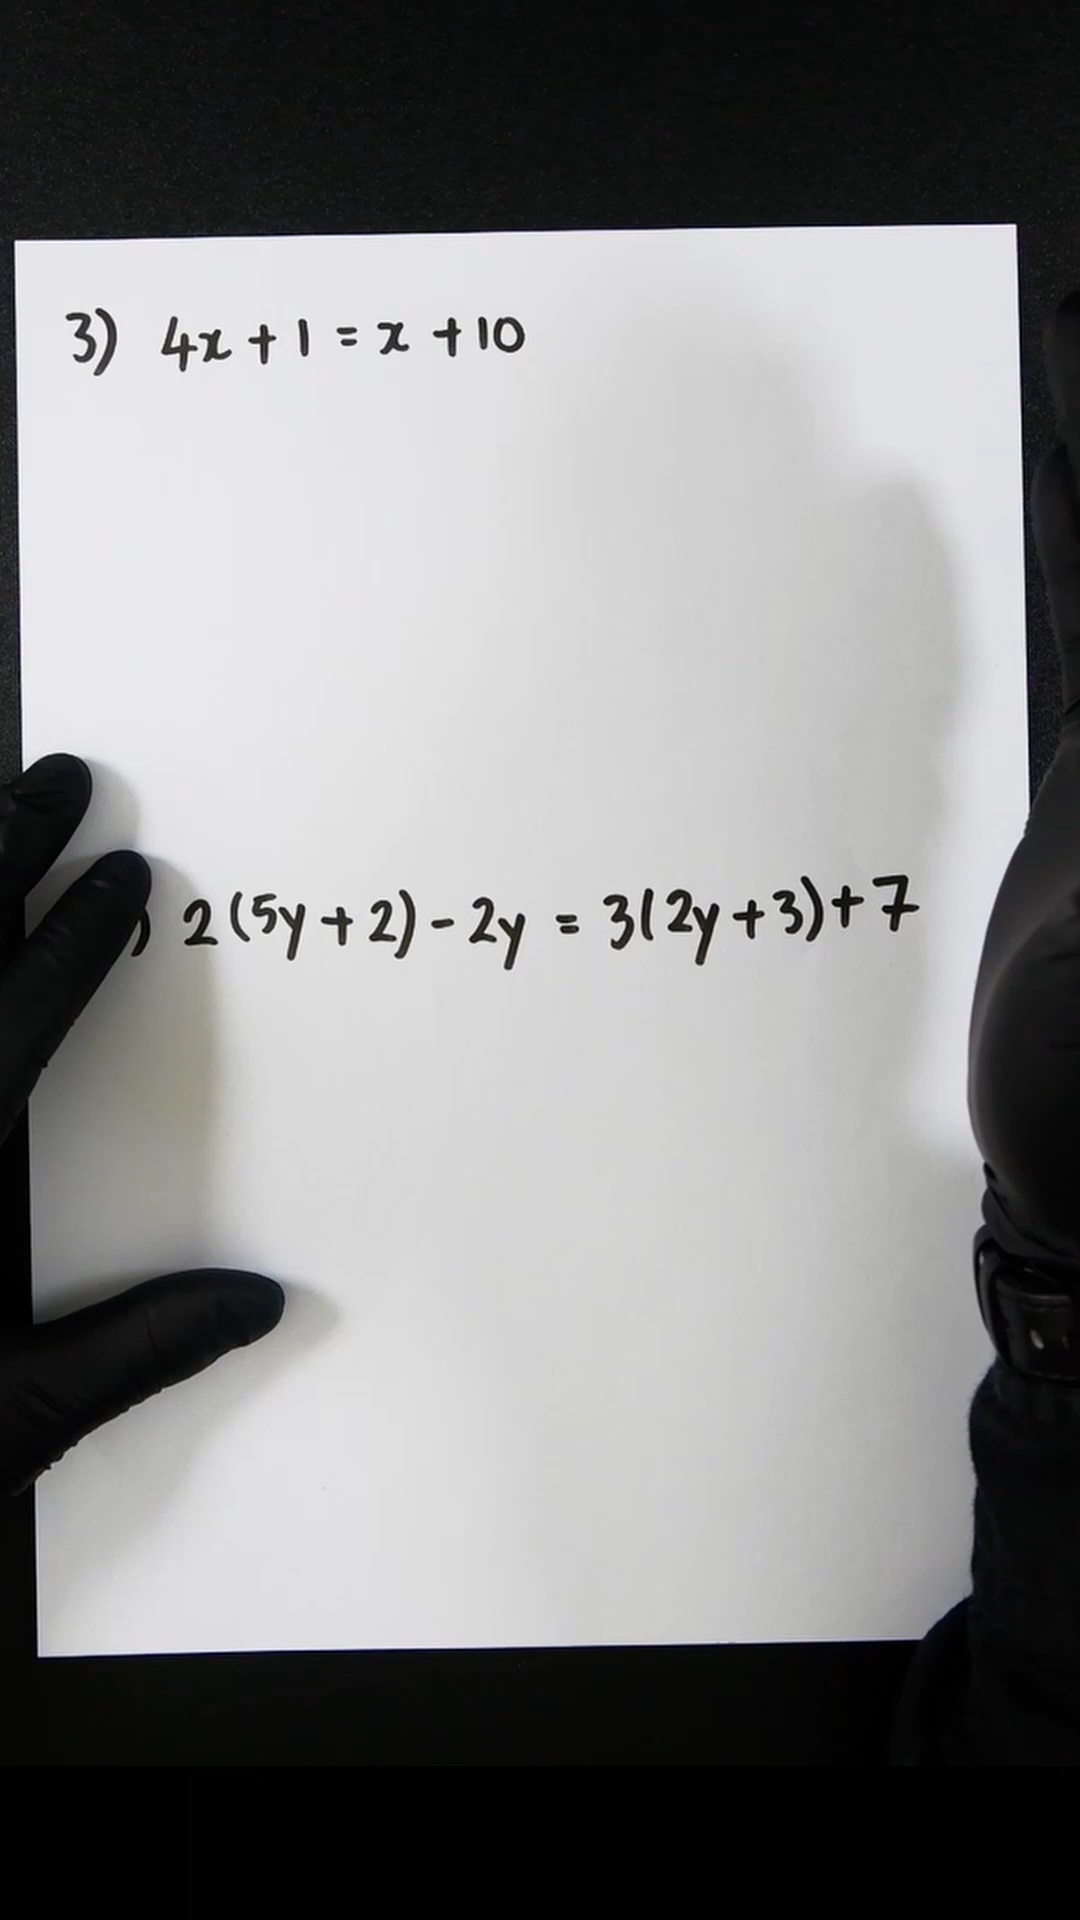 3) 4x + 1 = x + 10
) 2(5y + 2) - 2y = 3(2y + 3) + 7